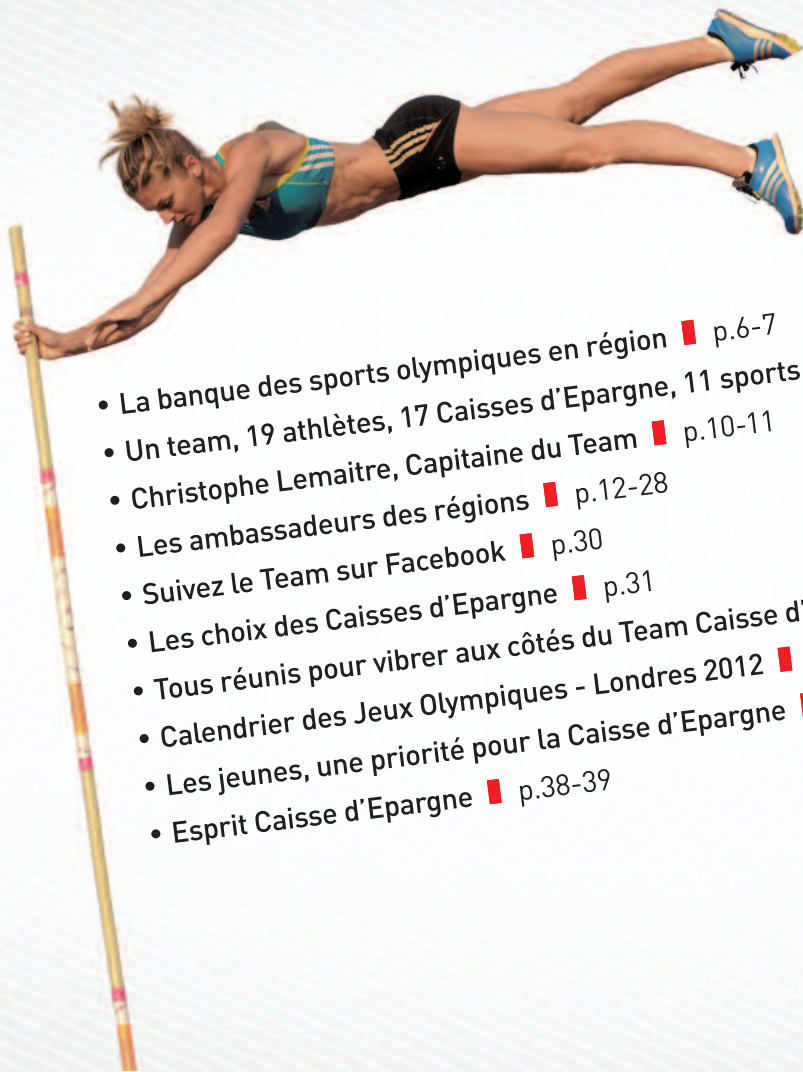 • La banque des sports olympiques en région p.6-7
• Un team, 19 athlètes, 17 Caisses d'Epargne, 11 sports
• Christophe Lemaitre, Capitaine du Team p.10-11
• Les ambassadeurs des régions p.12-28
• Suivez le Team sur Facebook p.30
• Les choix des Caisses d'Epargne p.31
• Tous réunis pour vibrer aux côtés du Team Caisse d'
• Calendrier des Jeux Olympiques - Londres 2012
• Les jeunes, une priorité pour la Caisse d'Epargne
• Esprit Caisse d'Epargne p.38-39